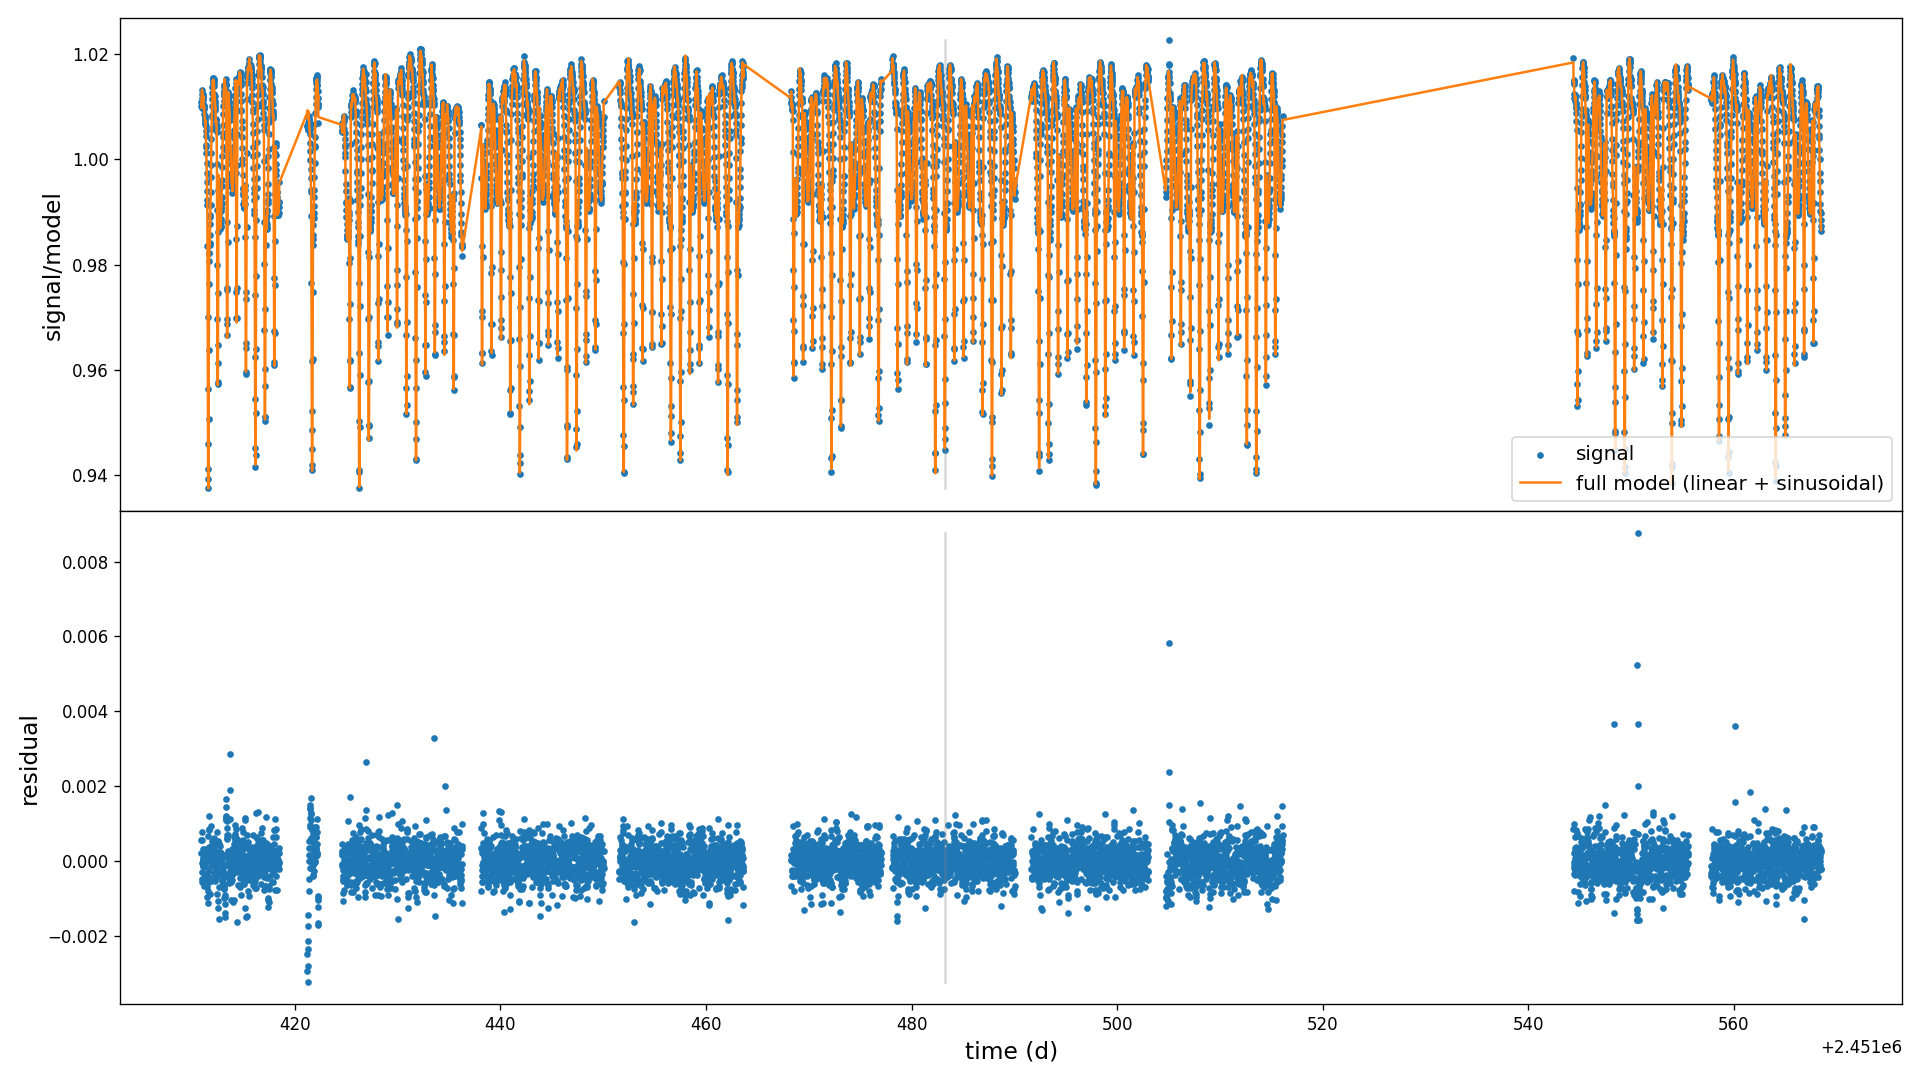 1.02
1.00
0.98
0.96
0.94
signal/model
signal
full model (linear + sinusoidal)
0.008
0.006
0.004
0.002
0.000
−0.002
residual
420 440 460 480 500 520 540 560
time (d)
+2.451e6